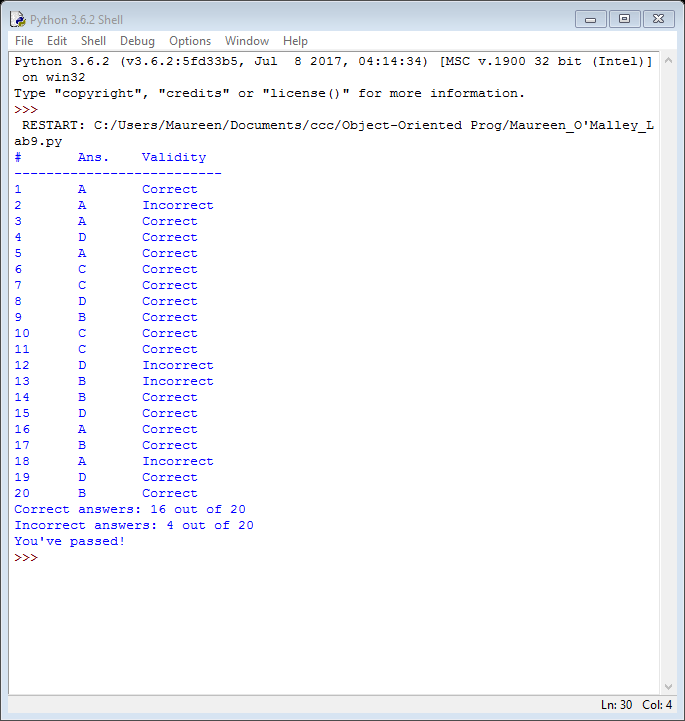 Python 3.6.2 Shell
File Edit Shell Debug Options Window Help
Python 3.6.2 (v3.6.2:5fd33b5, Jul  8 2017, 04:14:34) [MSC v.1900 32 bit (Intel)]
 on win32
Type "copyright", "credits" or "license()" for more information.
>>>
 RESTART: C:/Users/Maureen/Documents/ccc/Object-Oriented Prog/Maureen_O'Malley_L
ab9.py
#       Ans.    Validity
--------------------------
1       A       Correct
2       A       Incorrect
3       A       Correct
4       D       Correct
5       A       Correct
6       C       Correct
7       C       Correct
8       D       Correct
9       B       Correct
10      C       Correct
11      C       Correct
12      D       Incorrect
13      B       Incorrect
14      B       Correct
15      D       Correct
16      A       Correct
17      B       Correct
18      A       Incorrect
19      D       Correct
20      B       Correct
Correct answers: 16 out of 20
Incorrect answers: 4 out of 20
You've passed!
>>>
Ln: 30 Col: 4